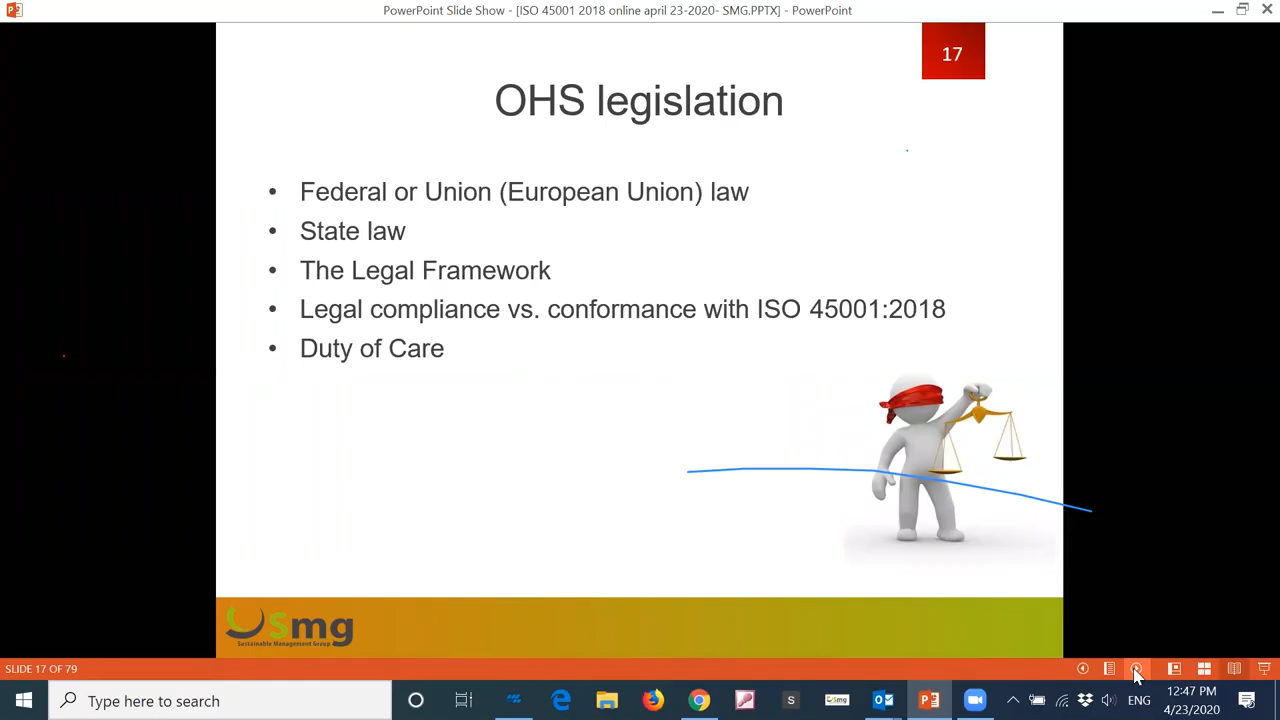 PowerPoint Slide Show - [ISO 45001 2018 online april 23-2020- SMG.PPTX] - PowerPoint
17
OHS legislation
• Federal or Union (European Union) law
• State law
• The Legal Framework
• Legal compliance vs. conformance with ISO 45001:2018
• Duty of Care
Smg
Sustainable Management Group
SLIDE 17 OF 79
Type here to search
S
Smg
ENG
12:47 PM
4/23/2020